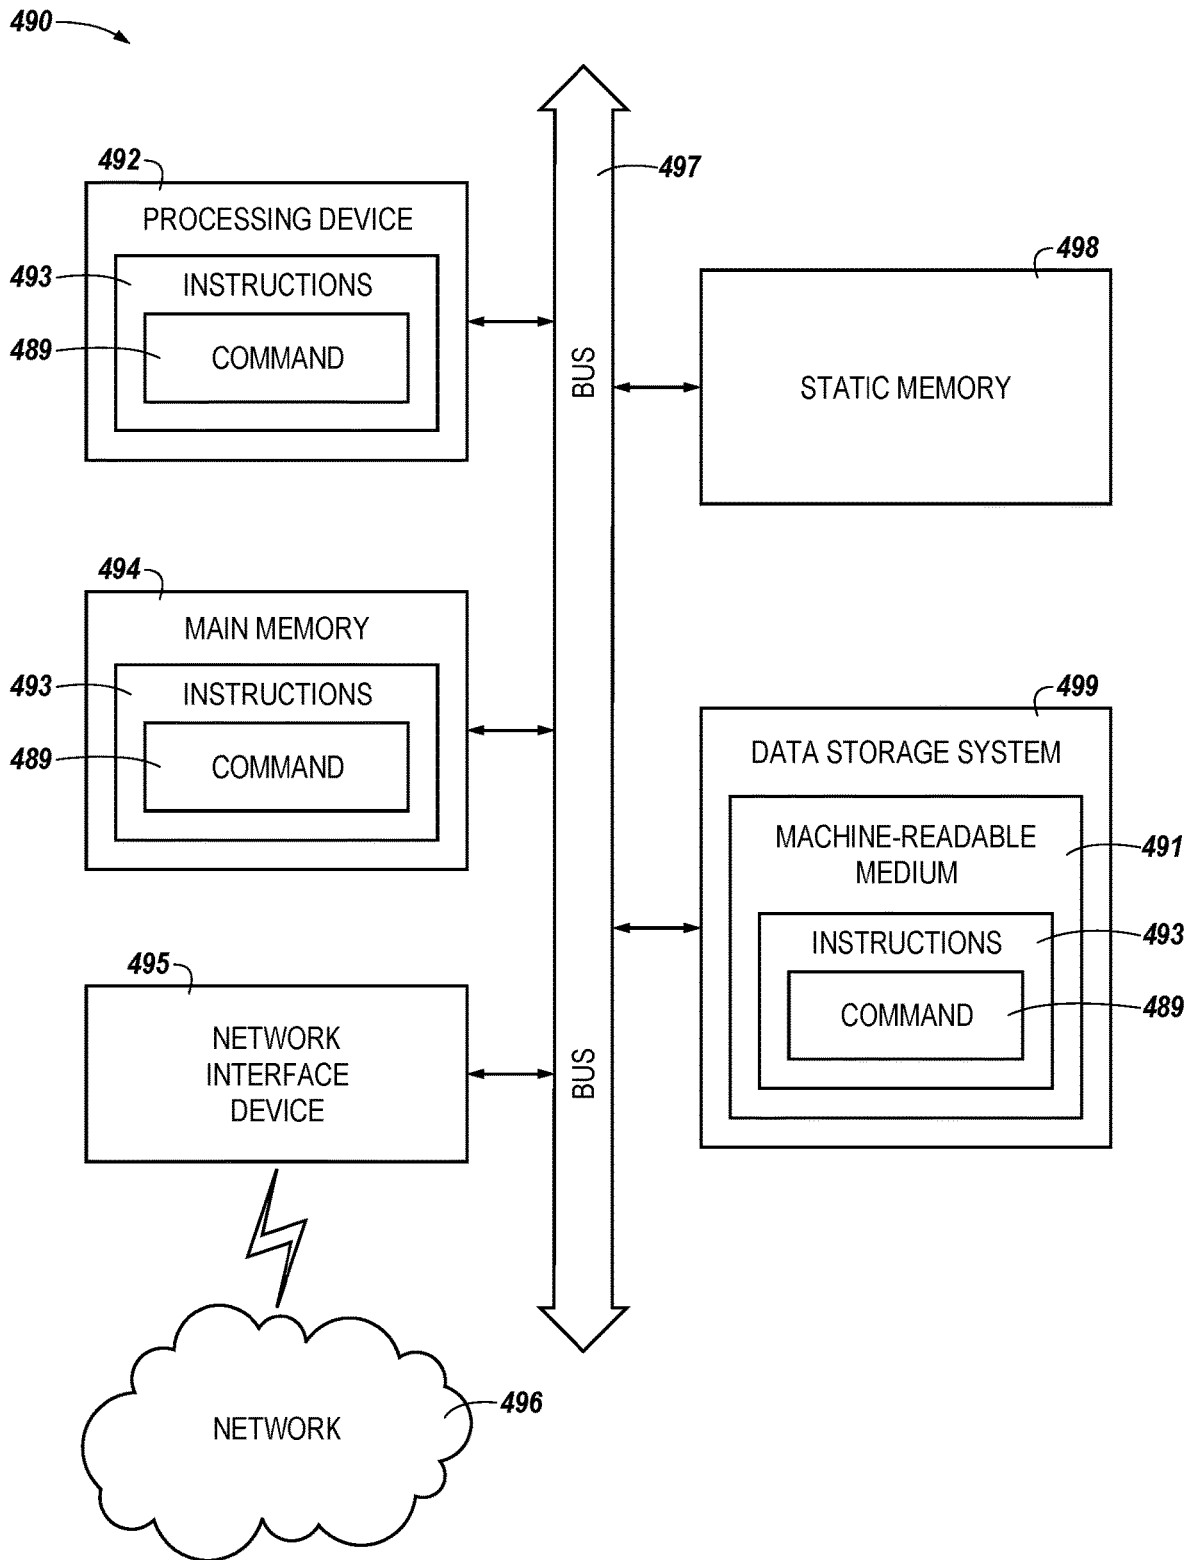 490
492
PROCESSING DEVICE
493
INSTRUCTIONS
489
COMMAND
494
MAIN MEMORY
493
INSTRUCTIONS
489
COMMAND
495
NETWORK
INTERFACE
DEVICE
NETWORK
496
497
BUS
BUS
498
STATIC MEMORY
499
DATA STORAGE SYSTEM
MACHINE-READABLE
MEDIUM
491
INSTRUCTIONS
493
COMMAND
489